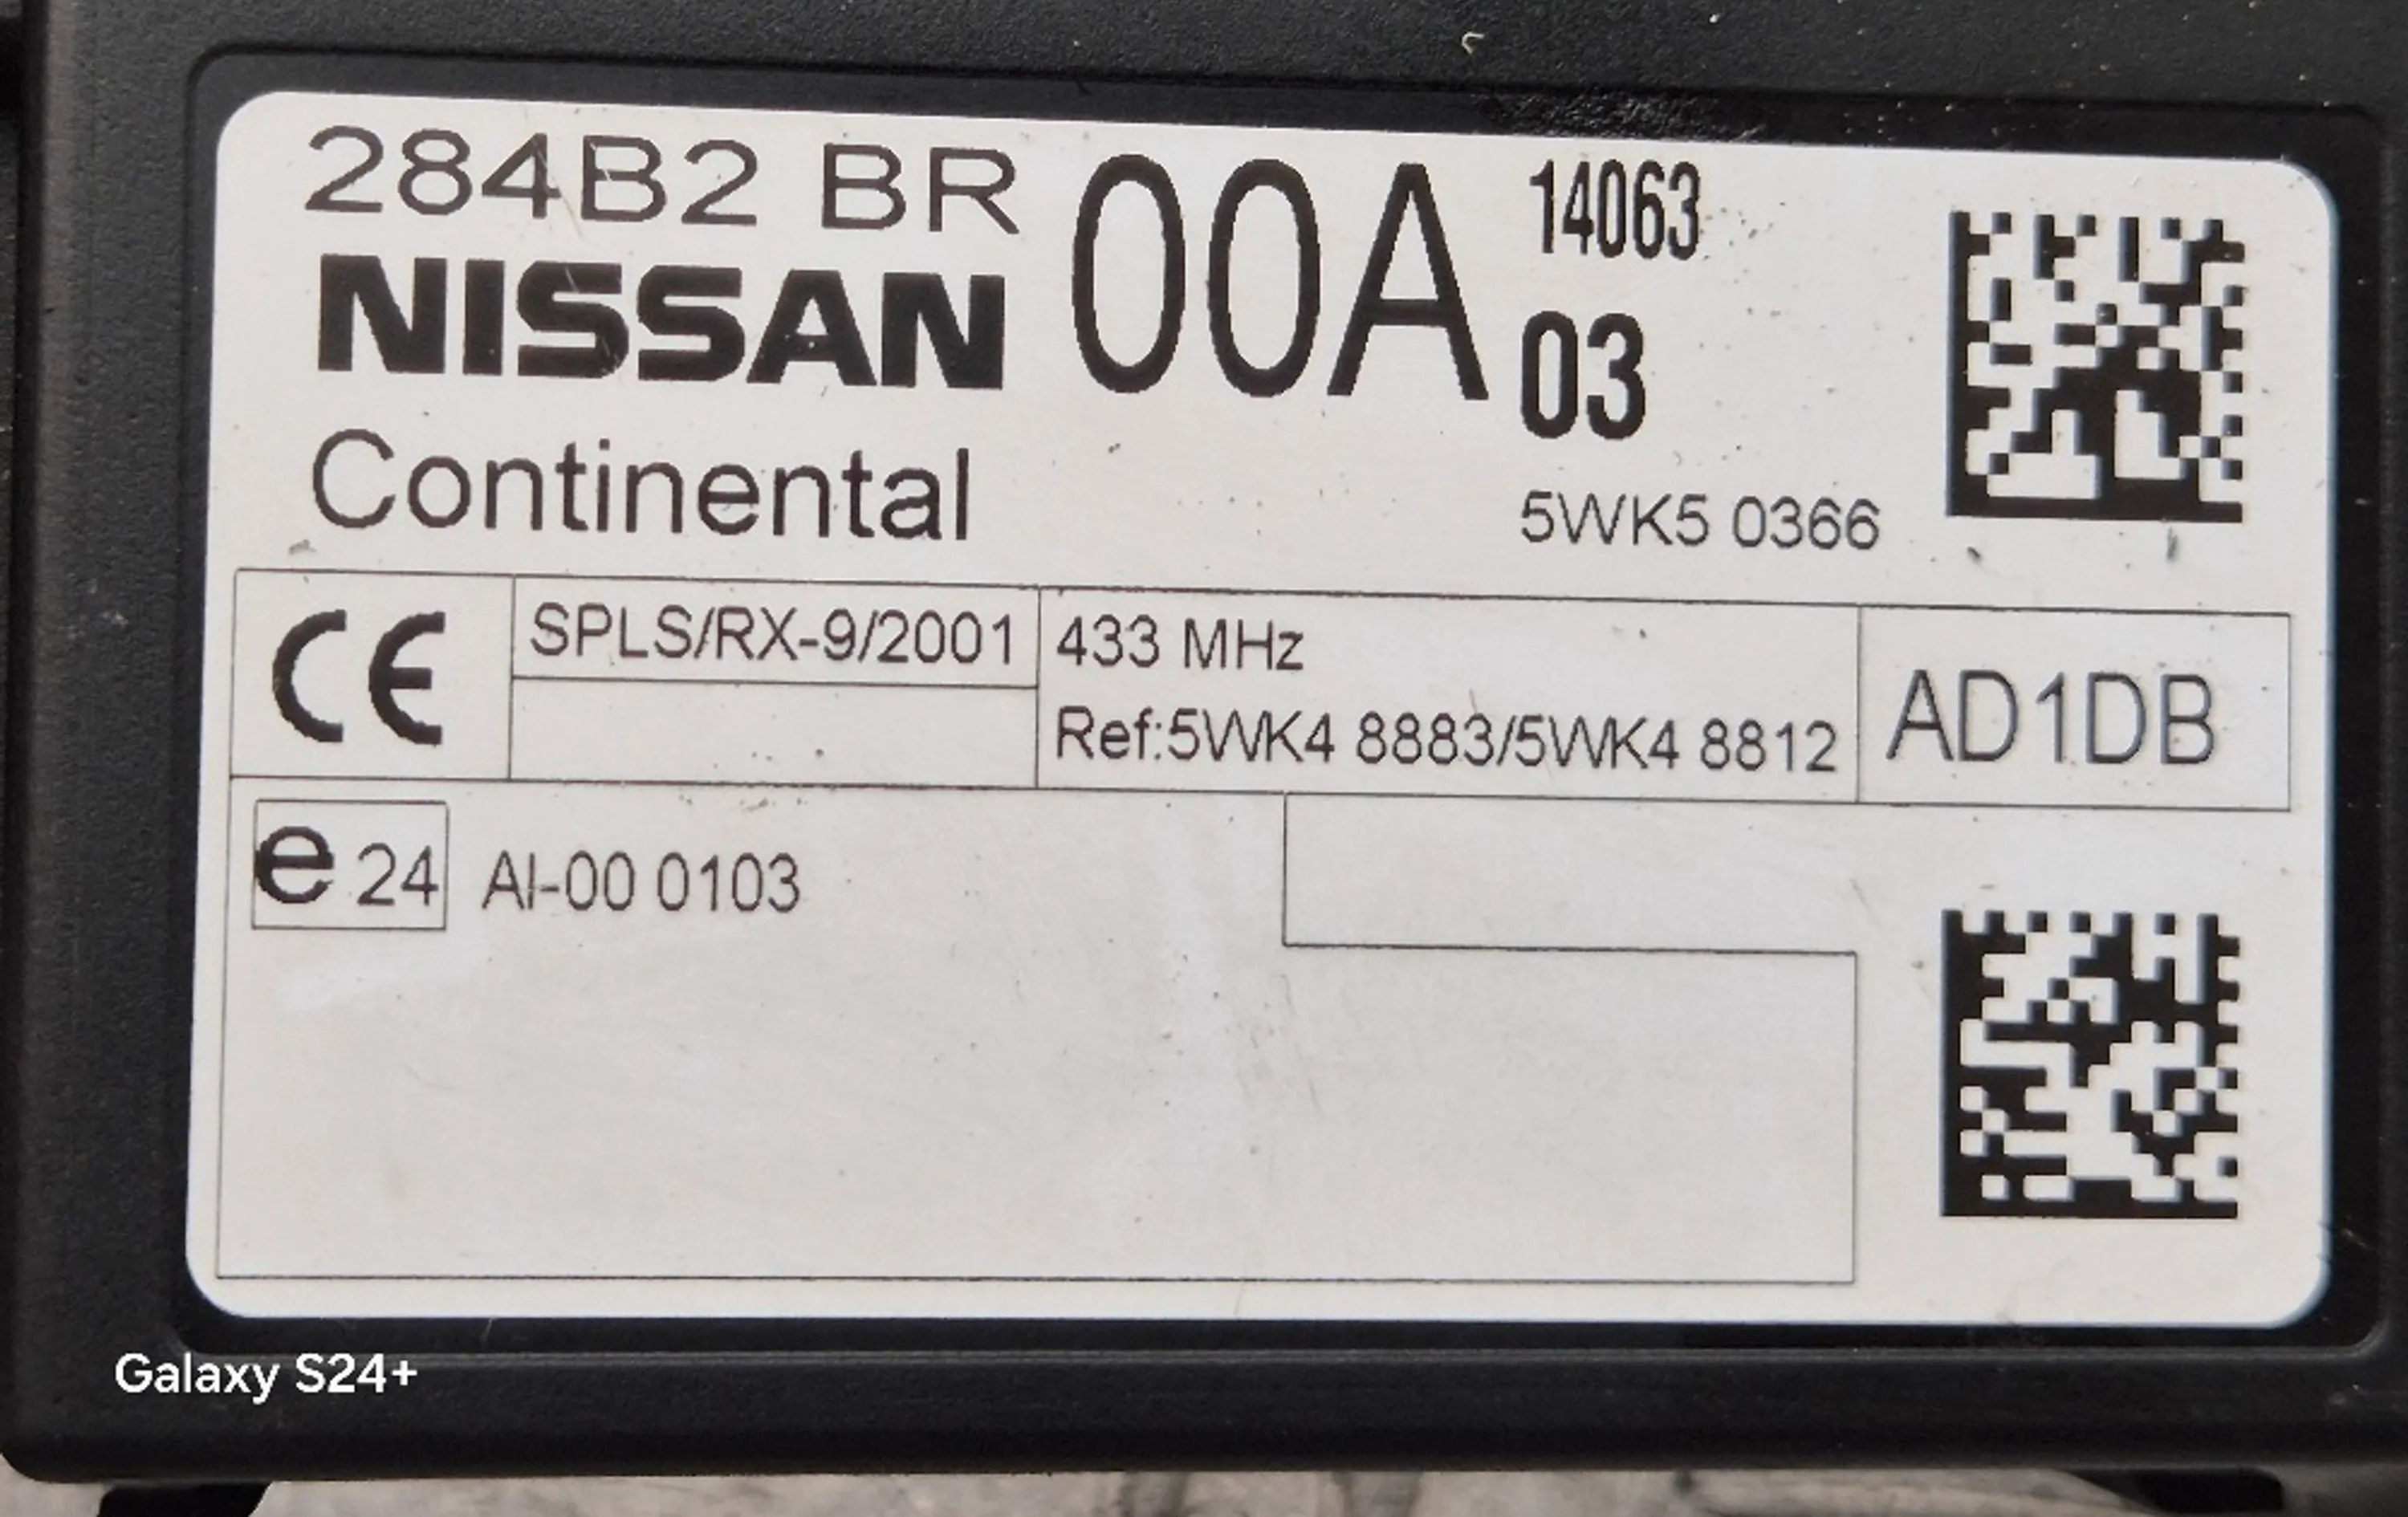 284B2 BR 00A 14063
NISSAN 03
Continental 5WK5 0366
CE SPLS/RX-9/2001 433 MHz AD1DB
Ref:5WK4 8883/5WK4 8812
e 24 AI-00 0103
Galaxy S24+